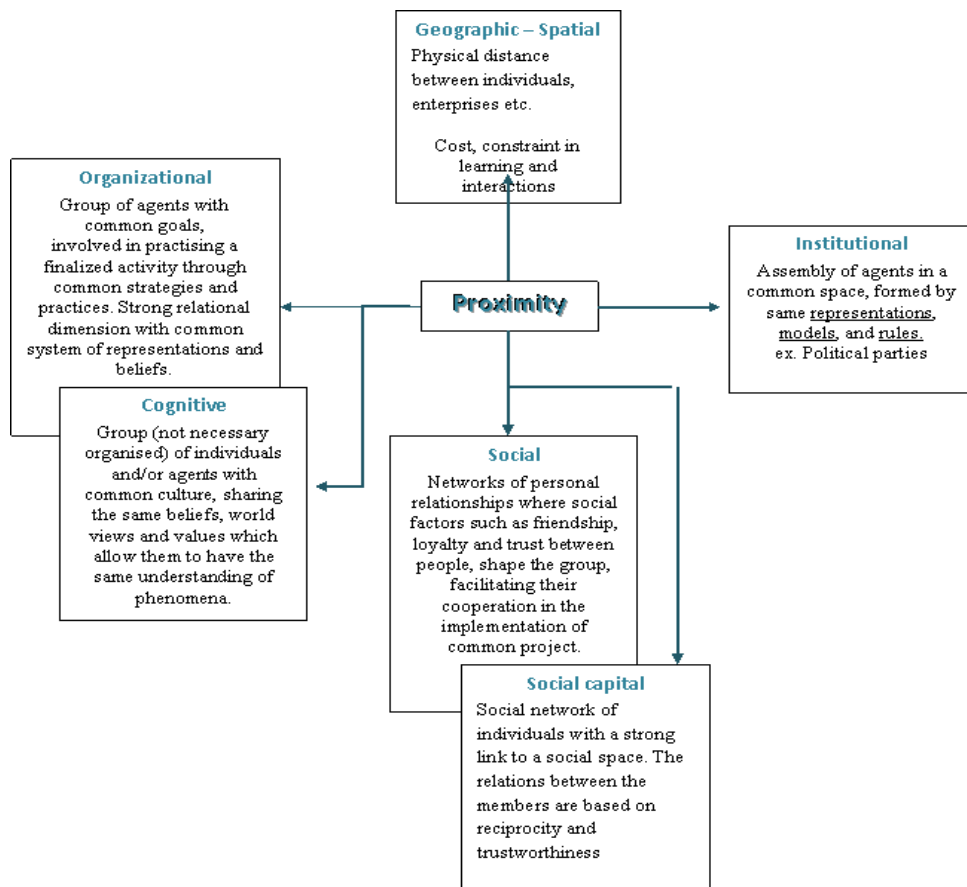 Geographic – Spatial
Physical distance
between individuals,
enterprises etc.
Cost, constraint in
learning and
interactions
Organizational
Group of agents with
common goals,
involved in practising a
finalized activity through
common strategies and
practices. Strong relational
dimension with common
system of representations and
beliefs.
Institutional
Assembly of agents in a
common space, formed by
same representations,
models, and rules.
ex. Political parties
Proximity
Cognitive
Group (not necessary
organised) of individuals
and/or agents with
common culture, sharing
the same beliefs, world
views and values which
allow them to have the
same understanding of
phenomena.
Social
Networks of personal
relationships where social
factors such as friendship,
loyalty and trust between
people, shape the group,
facilitating their
cooperation in the
implementation of
common project.
Social capital
Social network of
individuals with a strong
link to a social space. The
relations between the
members are based on
reciprocity and
trustworthiness